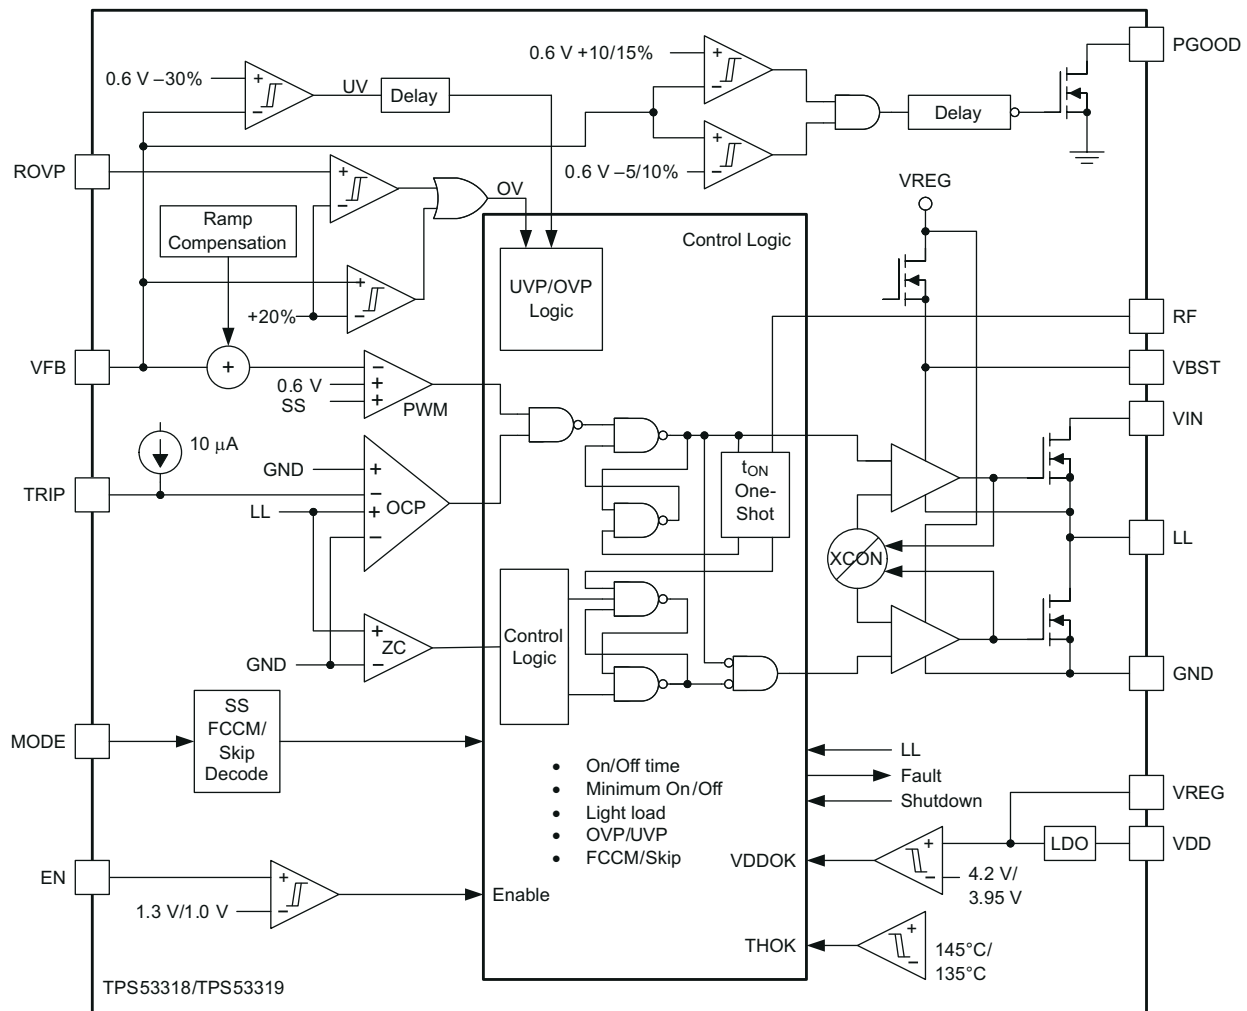 PGOOD
0.6 V +10/15%
0.6 V –30%
+
–
UV
Delay
+
–
Delay
+
–
0.6 V –5/10%
ROVP
+
–
OV
VREG
Ramp
Compensation
Control Logic
UVP/OVP
Logic
+
–
+20%
RF
VFB
+
–
+
+
0.6 V
SS
PWM
VBST
VIN
10 μA
GND
+
–
+
–
OCP
TRIP
LL
tON
One-
Shot
XCON
LL
Control
Logic
+
–
ZC
GND
GND
MODE
SS
FCCM/
Skip
Decode
• On/Off time
• Minimum On/Off
• Light load
• OVP/UVP
• FCCM/Skip
LL
Fault
Shutdown
VREG
LDO
VDD
VDDOK
+
–
4.2 V/
3.95 V
EN
+
–
1.3 V/1.0 V
Enable
THOK
+
–
145°C/
135°C
TPS53318/TPS53319